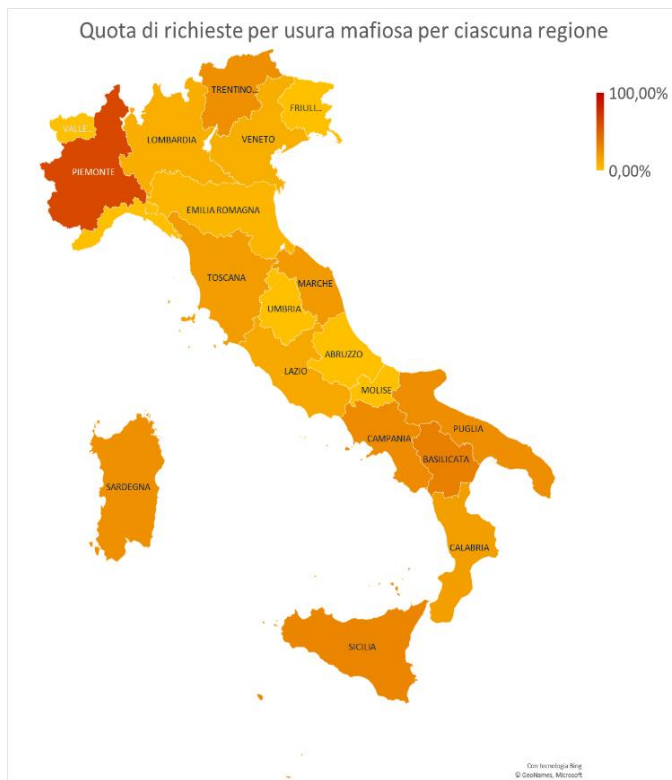 Quota di richieste per usura mafiosa per ciascuna regione
100,00%
0,00%
TRENTINO...
FRIULI...
VALLE...
LOMBARDIA
VENETO
PIEMONTE
EMILIA ROMAGNA
TOSCANA
MARCHE
UMBRIA
ABRUZZO
LAZIO
MOLISE
PUGLIA
CAMPANIA
BASILICATA
SARDEGNA
CALABRIA
SICILIA
Con tecnologia Bing
© GeoNames, Microsoft